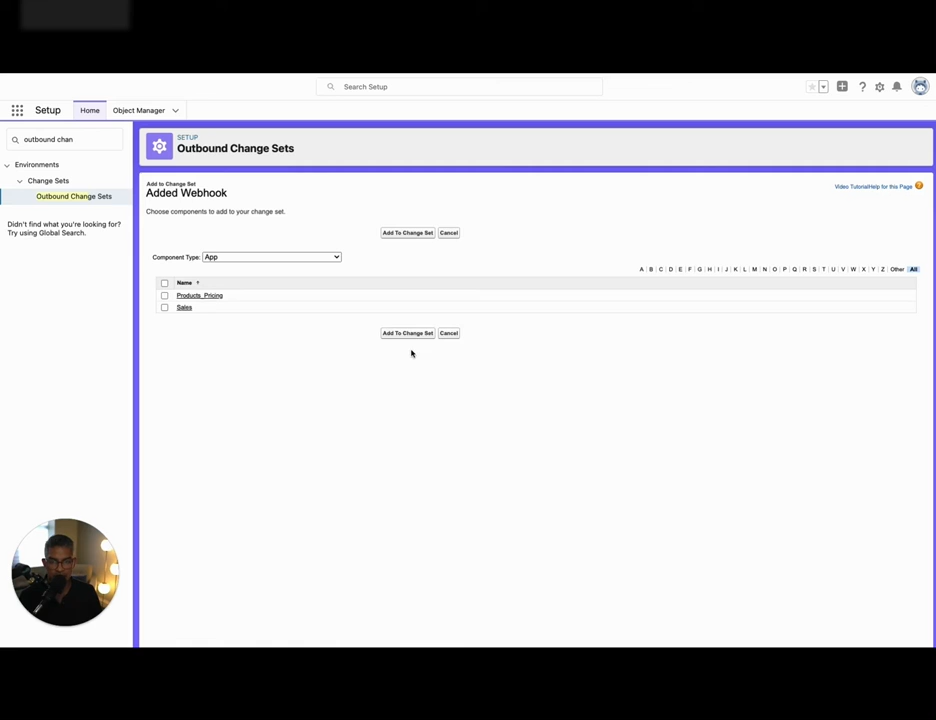 Search Setup
Setup
Home
Object Manager
outbound chan
Environments
Change Sets
Outbound Change Sets
Didn't find what you're looking for?
Try using Global Search.
SETUP
Outbound Change Sets
Add to Change Set
Added Webhook
Video Tutorial Help for this Page
Choose components to add to your change set.
Add To Change Set Cancel
Component Type: App
A B C D E F G H I J K L M N O P Q R S T U V W X Y Z Other All
Name
Products_Pricing
Sales
Add To Change Set Cancel